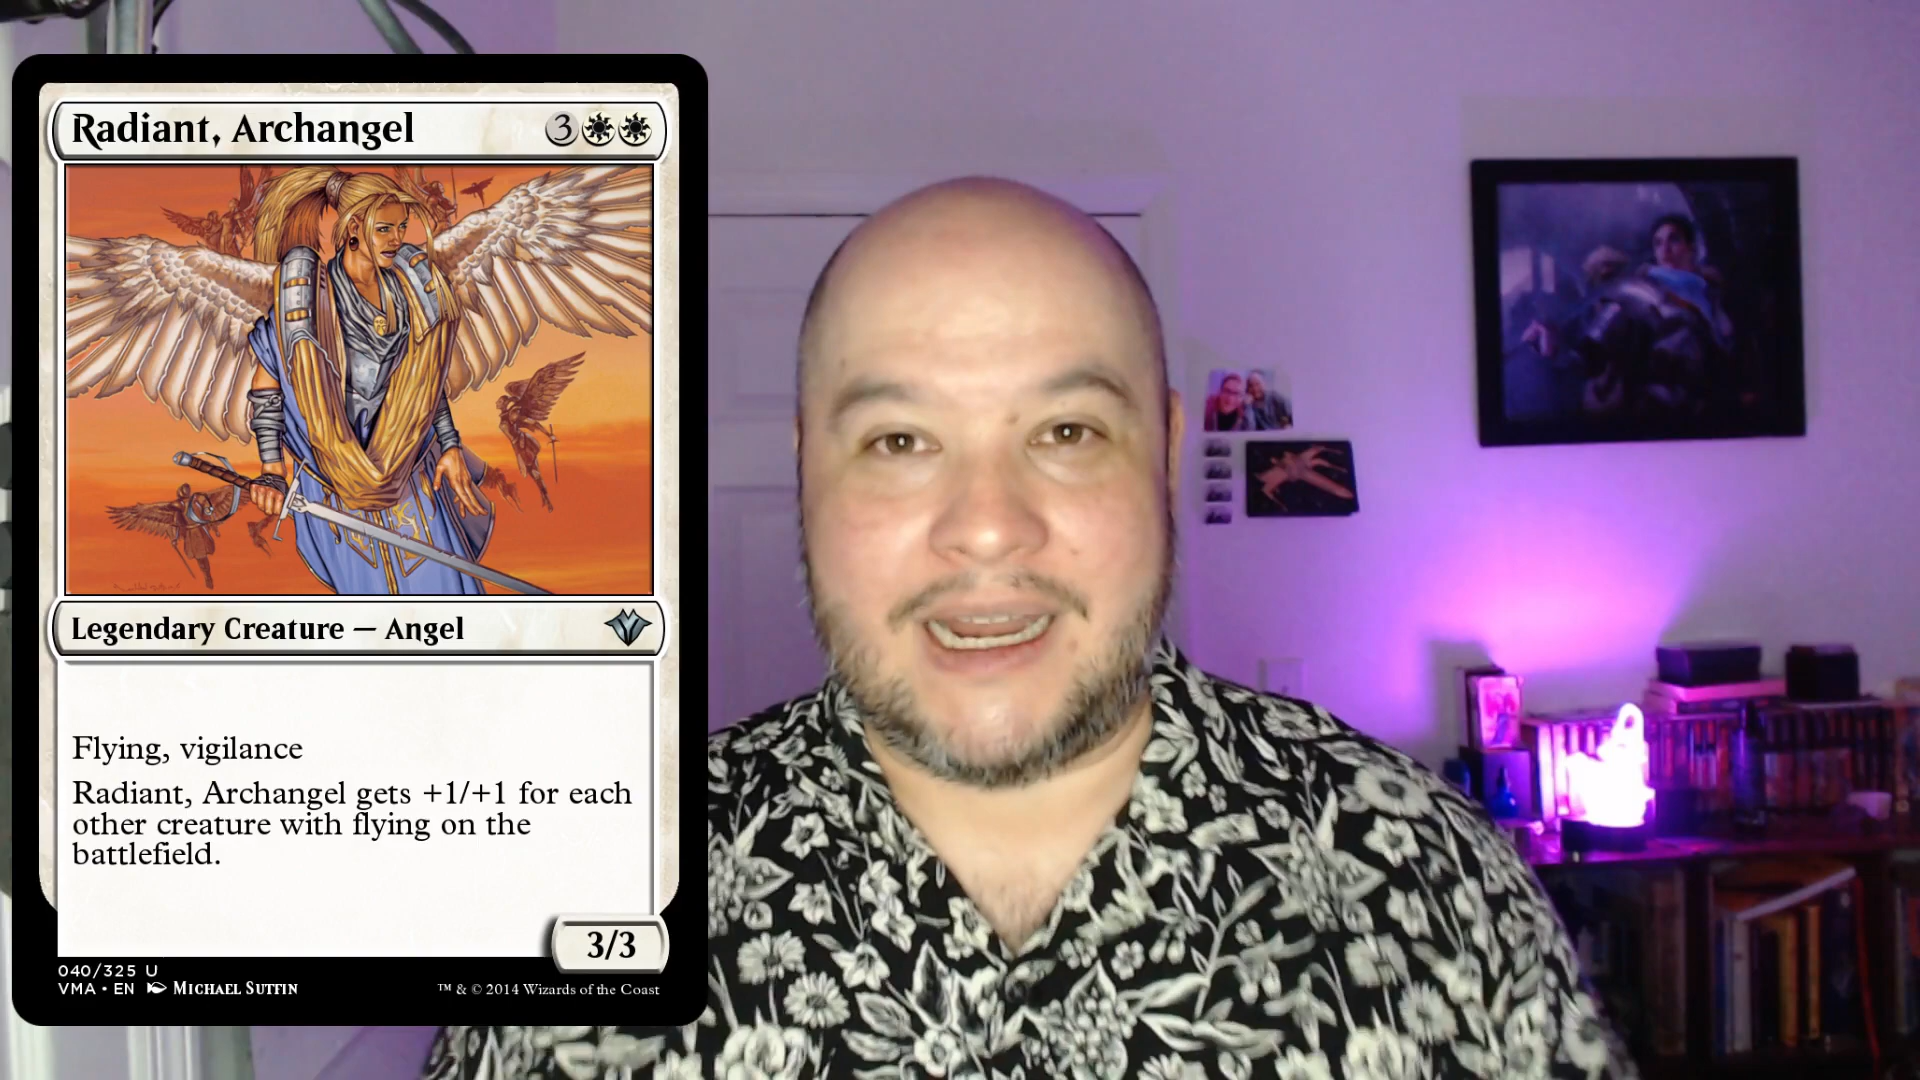 Radiant, Archangel 3
Legendary Creature — Angel
Flying, vigilance
Radiant, Archangel gets +1/+1 for each
other creature with flying on the
battlefield.
3/3
040/325 U
VMA • EN Michael Sutfin
™ & © 2014 Wizards of the Coast